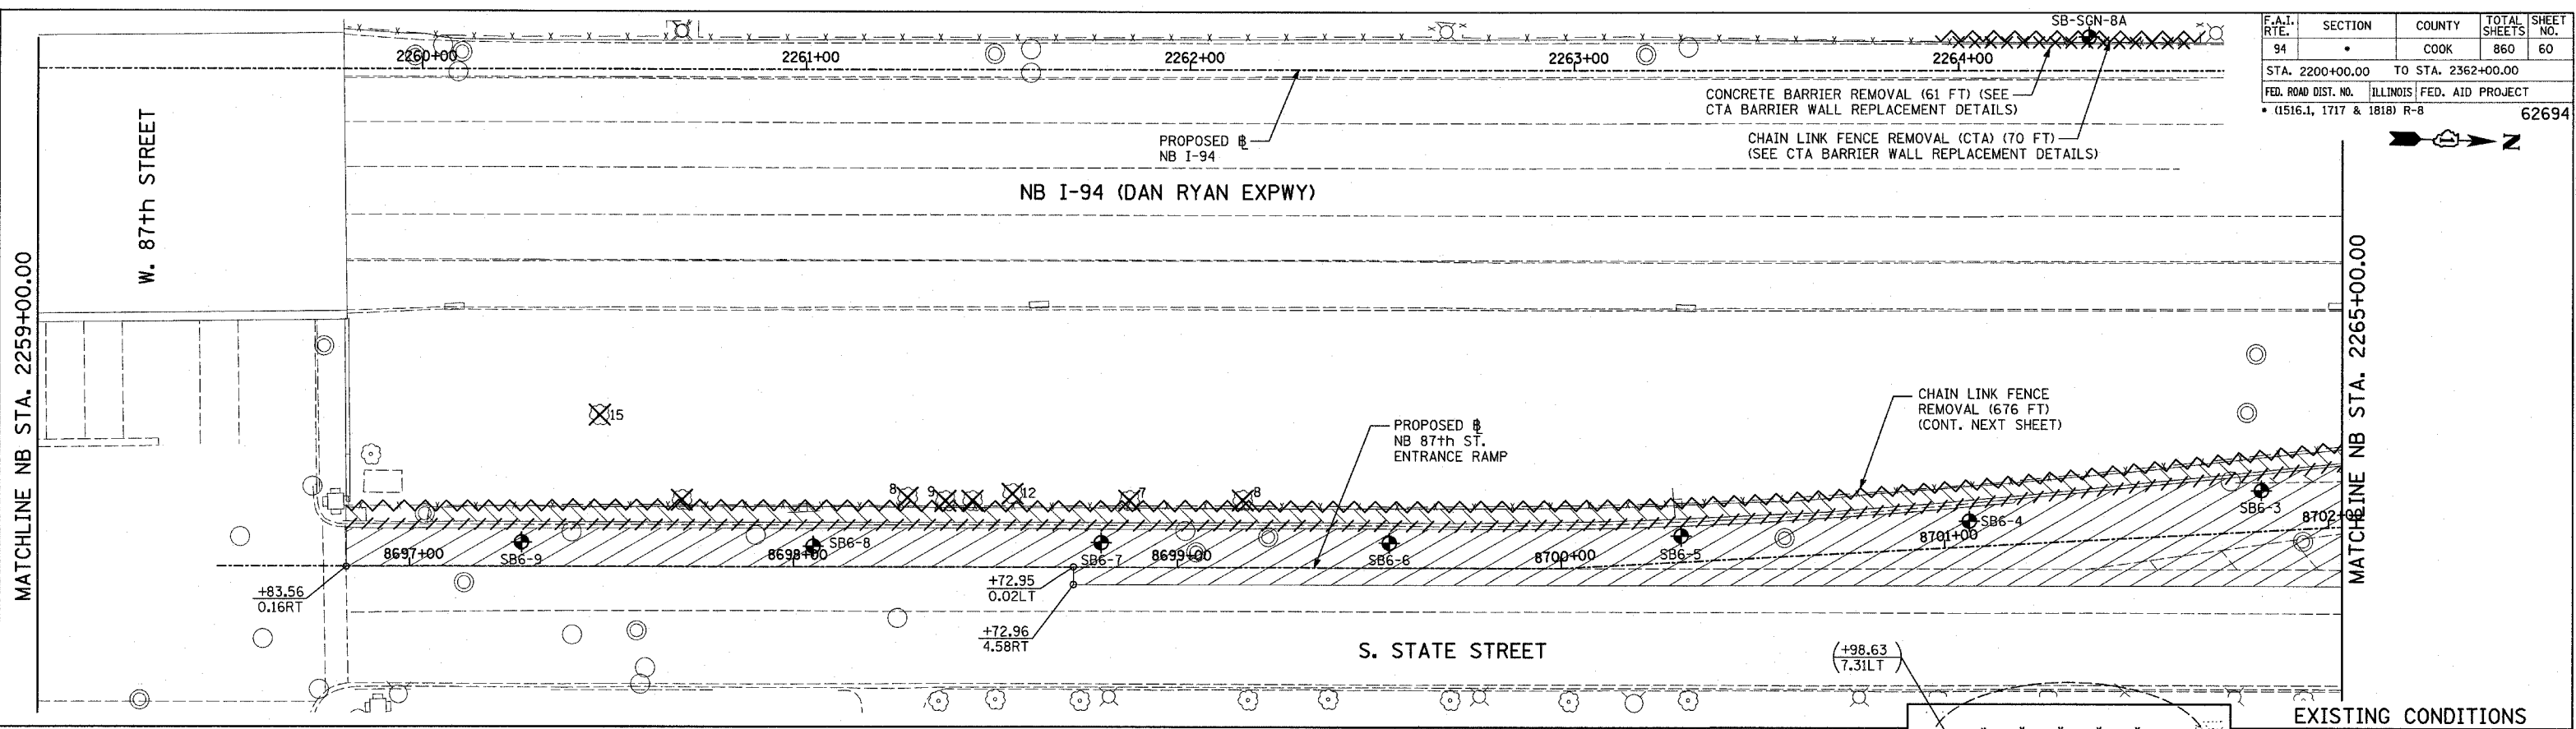 F.A.I. RTE. SECTION COUNTY TOTAL SHEETS SHEET NO.
94 • COOK 860 60
STA. 2200+00.00 TO STA. 2362+00.00
FED. ROAD DIST. NO. ILLINOIS FED. AID PROJECT
• (1516.1, 1717 & 1818) R-8
62694
N
SB-SGN-8A
2260+00 2261+00 2262+00 2263+00 2264+00
CONCRETE BARRIER REMOVAL (61 FT) (SEE
CTA BARRIER WALL REPLACEMENT DETAILS)
CHAIN LINK FENCE REMOVAL (CTA) (70 FT)
(SEE CTA BARRIER WALL REPLACEMENT DETAILS)
PROPOSED ⅊
NB I-94
W. 87th STREET
NB I-94 (DAN RYAN EXPWY)
MATCHLINE NB STA. 2259+00.00
MATCHLINE NB STA. 2265+00.00
CHAIN LINK FENCE
REMOVAL (676 FT)
(CONT. NEXT SHEET)
PROPOSED ⅊
NB 87th ST.
ENTRANCE RAMP
15
8 9 12 7 8
SB6-9 SB6-8 SB6-7 SB6-6 SB6-5 SB6-4 SB6-3
8697+00 8698+00 8699+00 8700+00 8701+00 8702+00
+83.56
0.16RT
+72.95
0.02LT
+72.96
4.58RT
S. STATE STREET
(+98.63
7.31LT)
EXISTING CONDITIONS